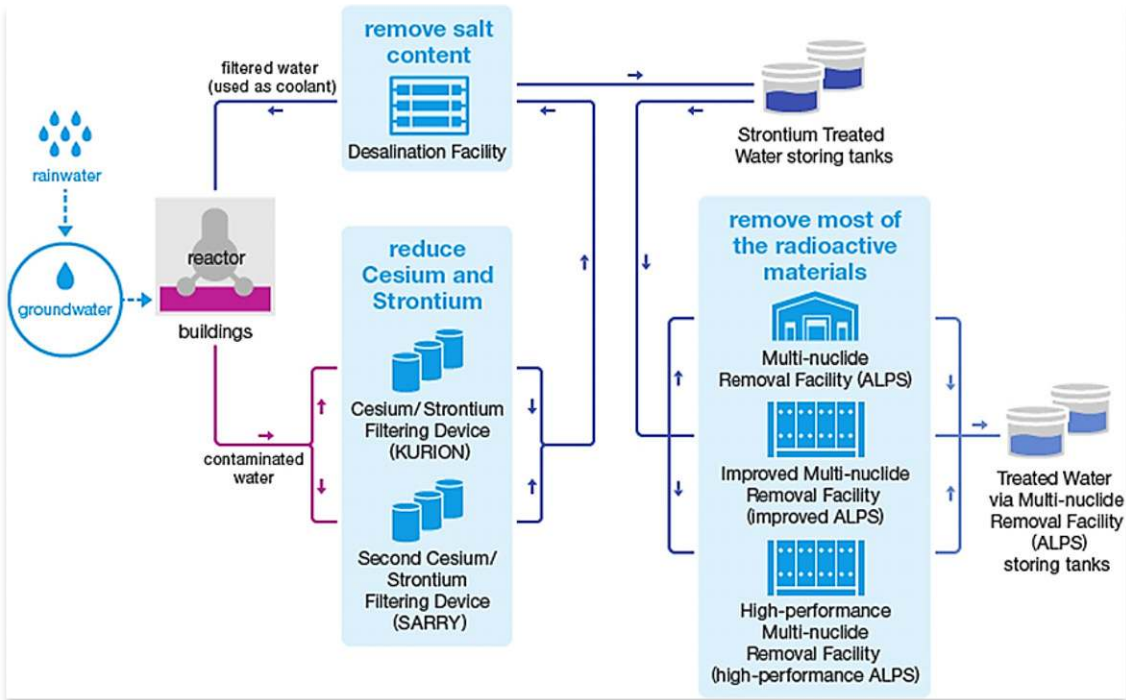 remove salt
content
Desalination Facility
filtered water
(used as coolant)
Strontium Treated
Water storing tanks
rainwater
groundwater
reactor
buildings
contaminated
water
reduce
Cesium and
Strontium
Cesium/ Strontium
Filtering Device
(KURION)
Second Cesium/
Strontium
Filtering Device
(SARRY)
remove most of
the radioactive
materials
Multi-nuclide
Removal Facility (ALPS)
Improved Multi-nuclide
Removal Facility
(improved ALPS)
High-performance
Multi-nuclide
Removal Facility
(high-performance ALPS)
Treated Water
via Multi-nuclide
Removal Facility
(ALPS)
storing tanks